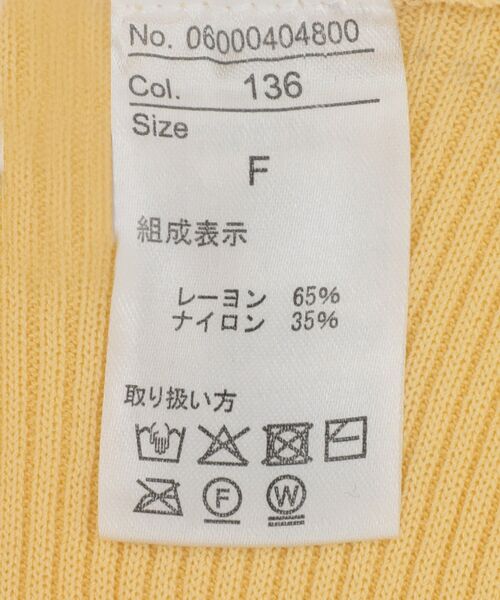 No. 06000404800
Col. 136
Size
F
組成表示
レーヨン 65%
ナイロン 35%
取り扱い方
F
W